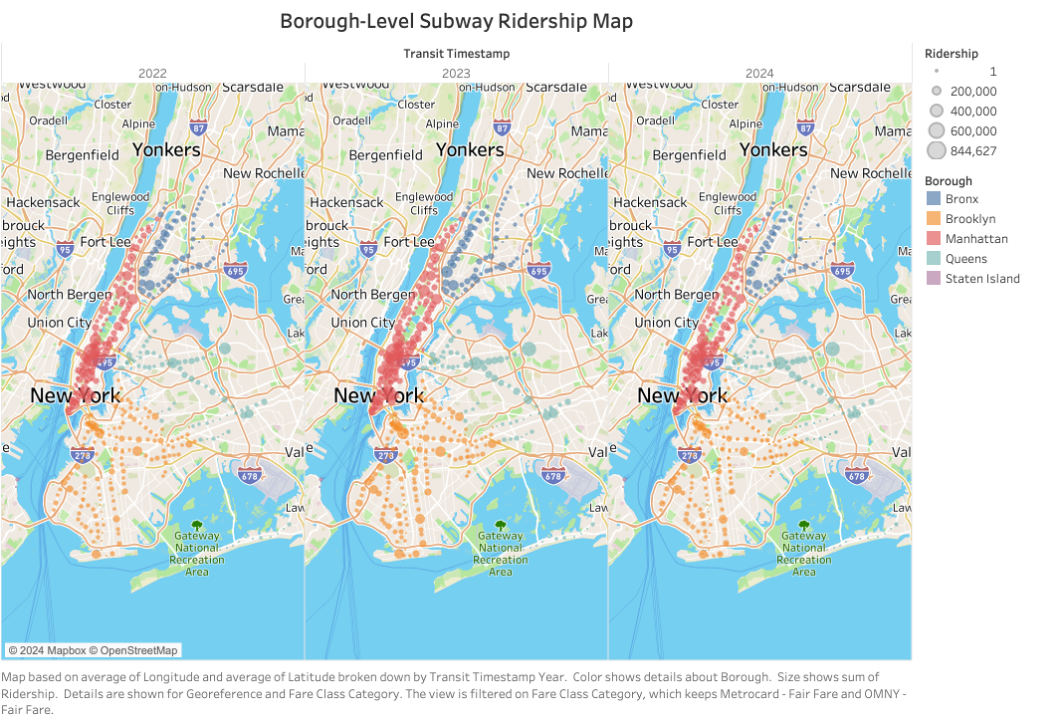 Borough-Level Subway Ridership Map
Transit Timestamp
2022
2023
2024
Westwood
on-Hudson
Scarsdale
Closter
87
Oradell
Alpine
Mama
Bergenfield
Yonkers
New Rochelle
Englewood
Cliffs
Hackensack
brouck
eights
95
Fort Lee
ford
695
North Bergen
Grea
Union City
Lak
495
New York
278
Val
678
Law
Gateway
National
Recreation
Area
© 2024 Mapbox © OpenStreetMap
Westwood
on-Hudson
Scarsdale
Closter
87
Oradell
Alpine
Mama
Bergenfield
Yonkers
New Rochelle
Englewood
Cliffs
Hackensack
brouck
eights
95
Fort Lee
ford
695
North Bergen
Grea
Union City
Lak
495
New York
278
Val
678
Law
Gateway
National
Recreation
Area
Westwood
on-Hudson
Scarsdale
Closter
87
Oradell
Alpine
Mama
Bergenfield
Yonkers
New Rochelle
Englewood
Cliffs
Hackensack
brouck
eights
95
Fort Lee
ford
695
North Bergen
Grea
Union City
Lak
495
New York
278
Val
678
Law
Gateway
National
Recreation
Area
Ridership
1
200,000
400,000
600,000
844,627
Borough
Bronx
Brooklyn
Manhattan
Queens
Staten Island
Map based on average of Longitude and average of Latitude broken down by Transit Timestamp Year.  Color shows details about Borough.  Size shows sum of
Ridership.  Details are shown for Georeference and Fare Class Category. The view is filtered on Fare Class Category, which keeps Metrocard - Fair Fare and OMNY -
Fair Fare.